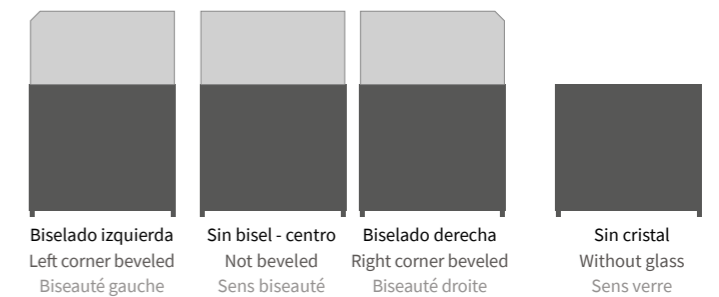 Biselado izquierda
Left corner beveled
Biseauté gauche
Sin bisel - centro
Not beveled
Sens biseauté
Biselado derecha
Right corner beveled
Biseauté droite
Sin cristal
Without glass
Sens verre